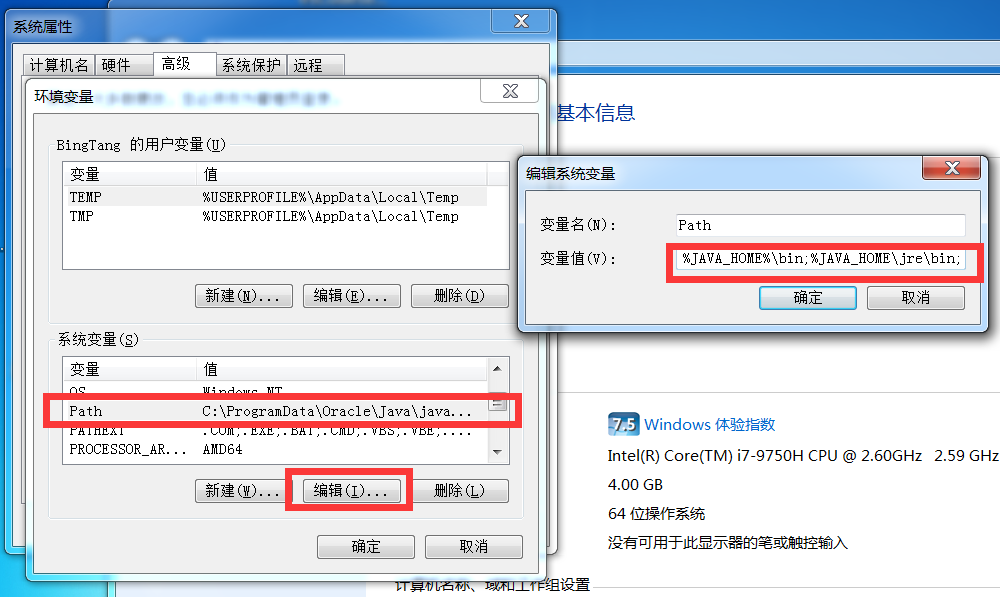 系统属性
计算机名 硬件 高级 系统保护 远程
环境变量
BingTang 的用户变量(U)
变量 值
TEMP %USERPROFILE%\AppData\Local\Temp
TMP %USERPROFILE%\AppData\Local\Temp
新建(N)... 编辑(E)... 删除(D)
系统变量(S)
变量 值
OS Windows_NT
Path C:\ProgramData\Oracle\Java\java...
PATHEXT .COM;.EXE;.BAT;.CMD;.VBS;.VBE;....
PROCESSOR_AR... AMD64
新建(W)... 编辑(I)... 删除(L)
确定 取消
基本信息
编辑系统变量
变量名(N): Path
变量值(V): %JAVA_HOME%\bin;%JAVA_HOME\jre\bin;
确定 取消
7.5 Windows 体验指数
Intel(R) Core(TM) i7-9750H CPU @ 2.60GHz 2.59 GHz
4.00 GB
64 位操作系统
没有可用于此显示器的笔或触控输入
计算机名称、域和工作组设置